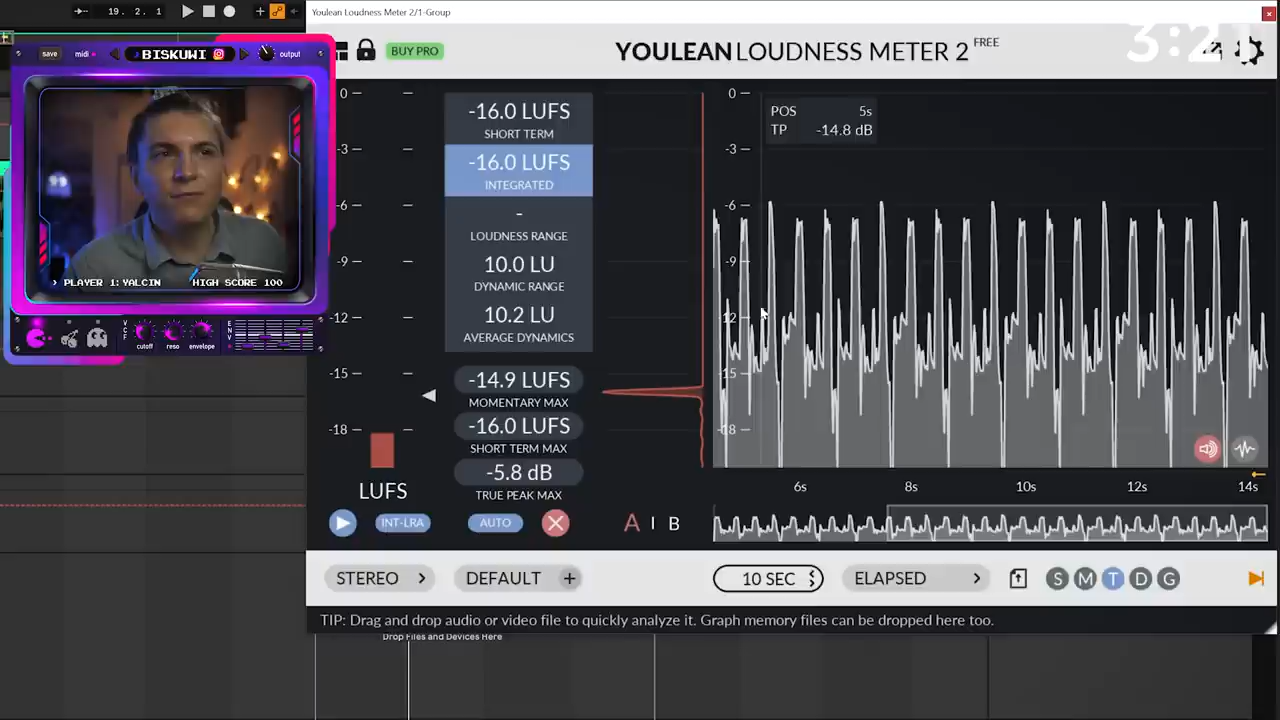 19. 2. 1
Youlean Loudness Meter 2/1-Group
save
midi
BISKUWI
output
PLAYER 1:YALCIN
HIGH SCORE 100
VCF
cutoff
reso
envelope
ENV
BUY PRO
YOULEAN LOUDNESS METER 2 FREE
3:21
0
-3
-6
-9
-12
-15
-18
LUFS
-16.0 LUFS
SHORT TERM
-16.0 LUFS
INTEGRATED
-
LOUDNESS RANGE
10.0 LU
DYNAMIC RANGE
10.2 LU
AVERAGE DYNAMICS
-14.9 LUFS
MOMENTARY MAX
-16.0 LUFS
SHORT TERM MAX
-5.8 dB
TRUE PEAK MAX
INT-LRA
AUTO
A | B
0
-3
-6
-9
-12
-15
-18
POS 5s
TP -14.8 dB
6s 8s 10s 12s 14s
STEREO
DEFAULT +
10 SEC
ELAPSED
S M T D G
TIP: Drag and drop audio or video file to quickly analyze it. Graph memory files can be dropped here too.
Drop Files and Devices Here